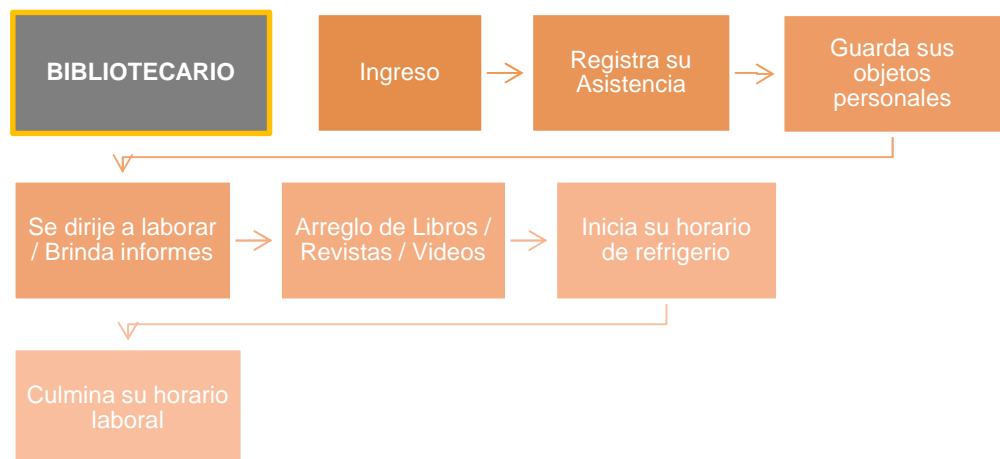 BIBLIOTECARIO
Ingreso
Registra su
Asistencia
Guarda sus
objetos
personales
Se dirije a laborar
/ Brinda informes
Arreglo de Libros /
Revistas / Videos
Inicia su horario
de refrigerio
Culmina su horario
laboral